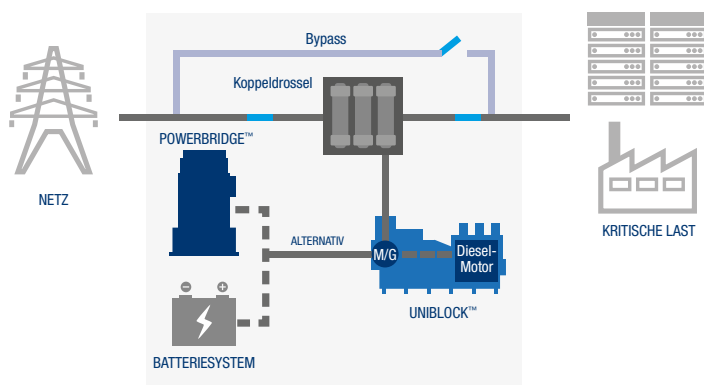 Bypass
Koppeldrossel
POWERBRIDGE™
NETZ
ALTERNATIV
M/G
Diesel-
Motor
KRITISCHE LAST
UNIBLOCK™
BATTERIESYSTEM